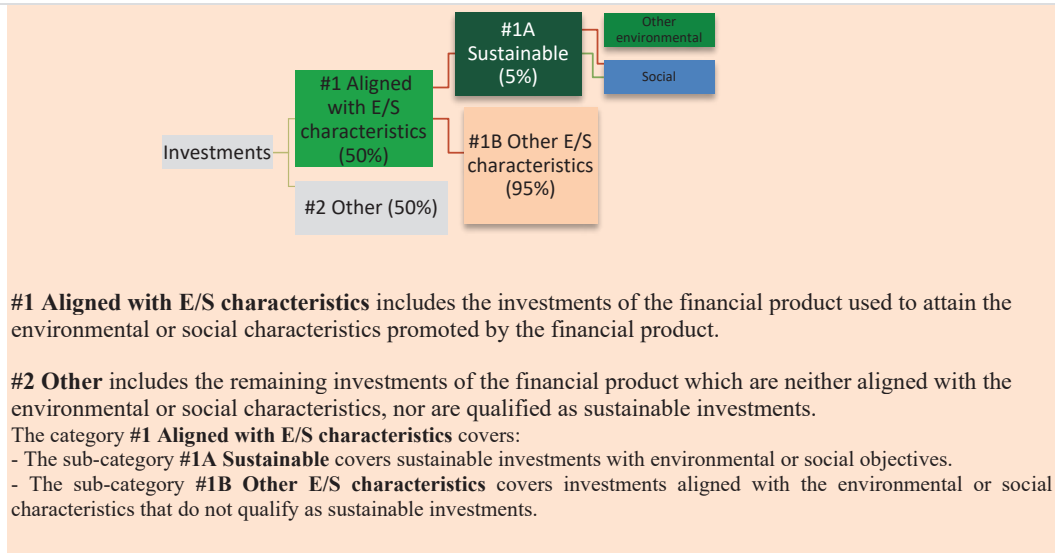 #1A
Sustainable
(5%)
Other
environmental
Social
#1 Aligned
with E/S
characteristics
(50%)
Investments
#1B Other E/S
characteristics
(95%)
#2 Other (50%)
#1 Aligned with E/S characteristics includes the investments of the financial product used to attain the
environmental or social characteristics promoted by the financial product.
#2 Other includes the remaining investments of the financial product which are neither aligned with the
environmental or social characteristics, nor are qualified as sustainable investments.
The category #1 Aligned with E/S characteristics covers:
- The sub-category #1A Sustainable covers sustainable investments with environmental or social objectives.
- The sub-category #1B Other E/S characteristics covers investments aligned with the environmental or social
characteristics that do not qualify as sustainable investments.